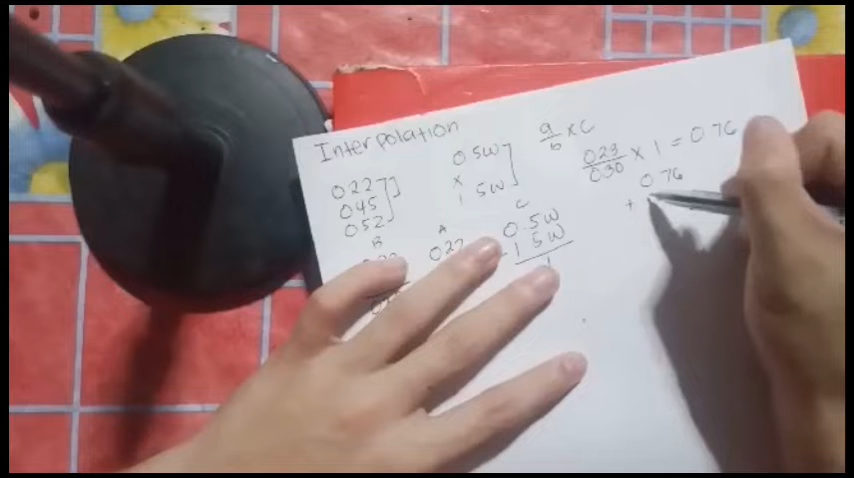 Interpolation
0.22
0.45
0.52
B
A
0.22
0.5W
x
1 5W
C
0.5W
- 1 5W
1
a/b x C
0.23/0.30 x 1 = 0 76
0 76
+